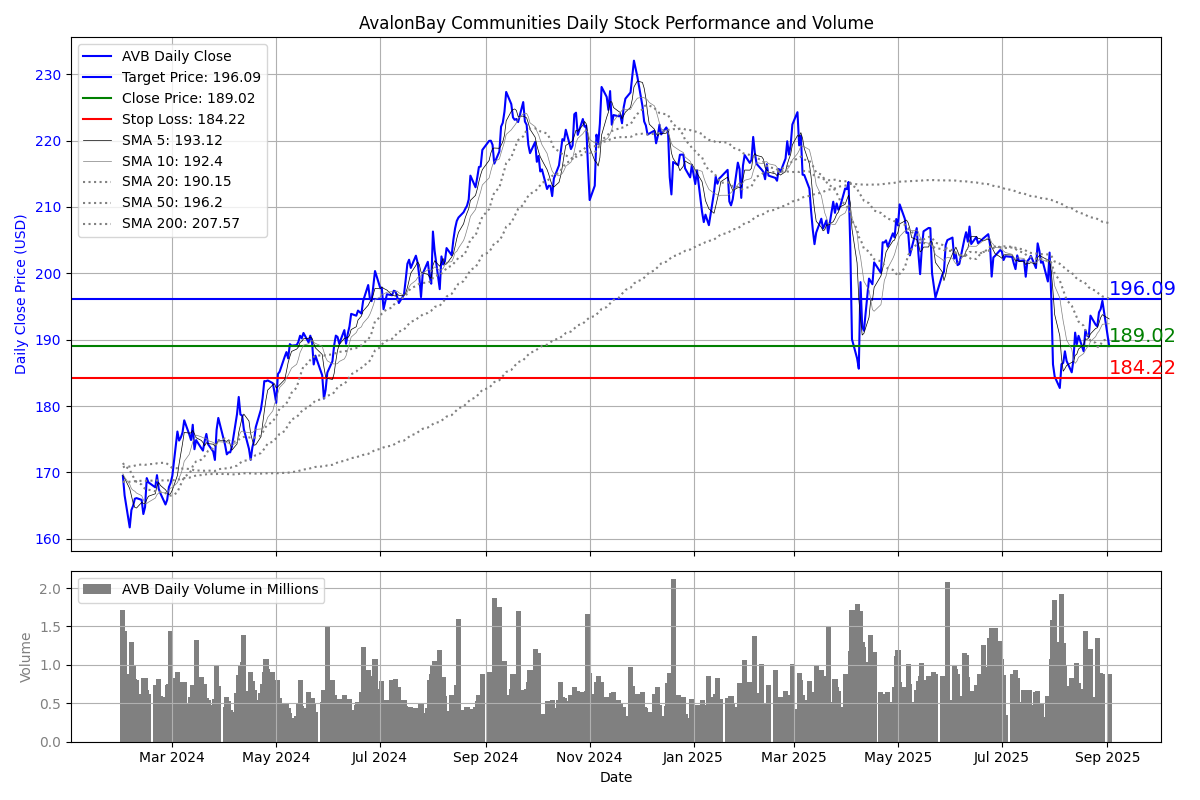 AvalonBay Communities Daily Stock Performance and Volume
AVB Daily Close
Target Price: 196.09
Close Price: 189.02
Stop Loss: 184.22
SMA 5: 193.12
SMA 10: 192.4
SMA 20: 190.15
SMA 50: 196.2
SMA 200: 207.57
Daily Close Price (USD)
230
220
210
200
190
180
170
160
196.09
189.02
184.22
AVB Daily Volume in Millions
Volume
2.0
1.5
1.0
0.5
0.0
Mar 2024
May 2024
Jul 2024
Sep 2024
Nov 2024
Jan 2025
Mar 2025
May 2025
Jul 2025
Sep 2025
Date